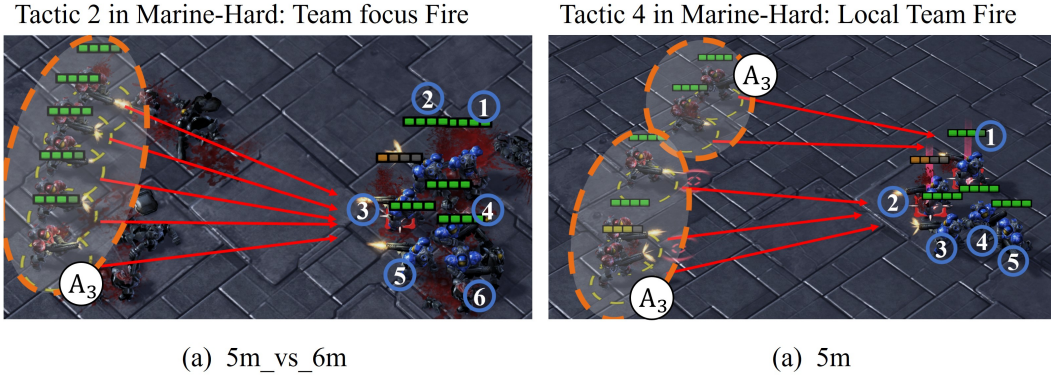 Tactic 2 in Marine-Hard: Team focus Fire
2 1
3 4
5
6
A3
(a) 5m_vs_6m
Tactic 4 in Marine-Hard: Local Team Fire
A3
1
2
3 4 5
A3
(a) 5m